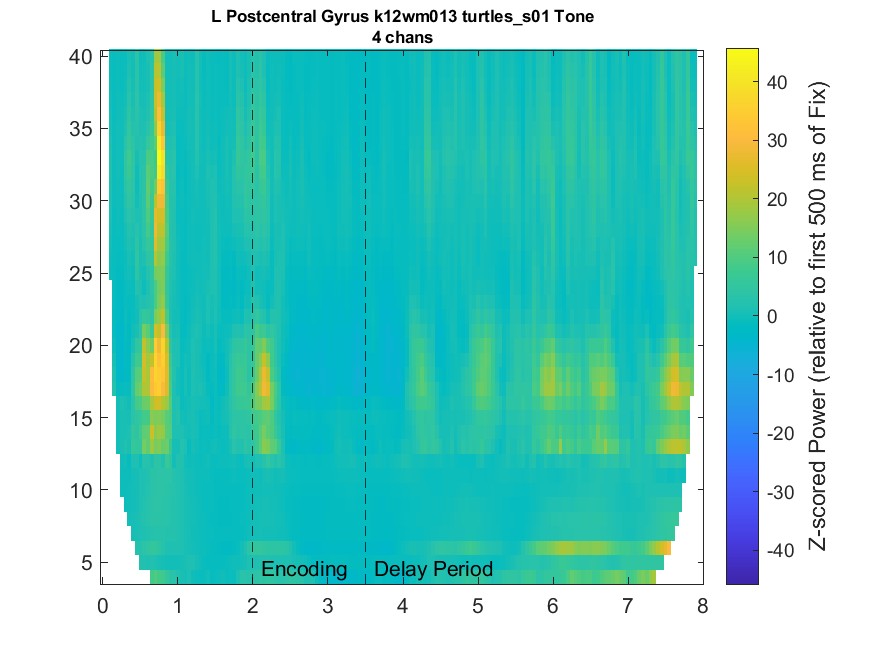 L Postcentral Gyrus k12wm013 turtles_s01 Tone
4 chans
40
35
30
25
20
15
10
5
0 1 2 3 4 5 6 7 8
Encoding
Delay Period
40
30
20
10
0
-10
-20
-30
-40
Z-scored Power (relative to first 500 ms of Fix)